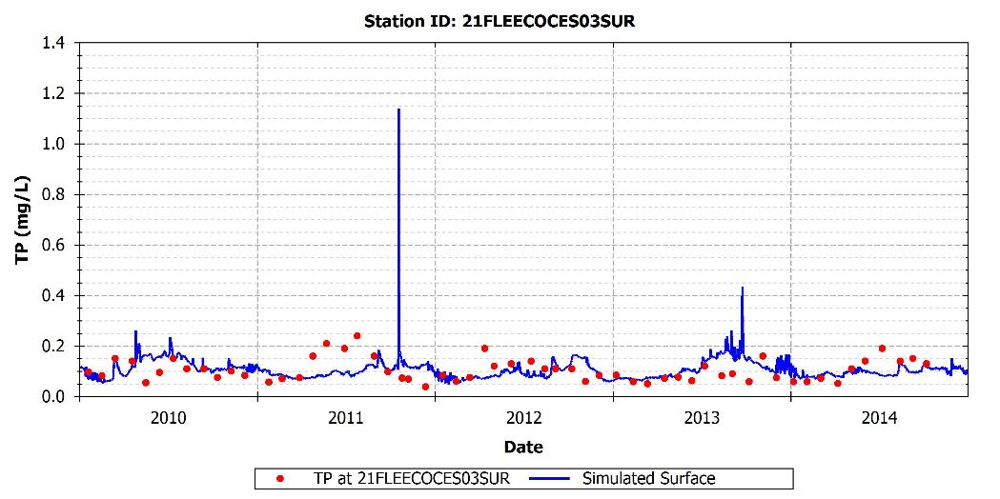 Station ID: 21FLEECOCES03SUR
1.4
1.2
1.0
0.8
0.6
0.4
0.2
0.0
TP (mg/L)
2010 2011 2012 2013 2014
Date
TP at 21FLEECOCES03SUR Simulated Surface